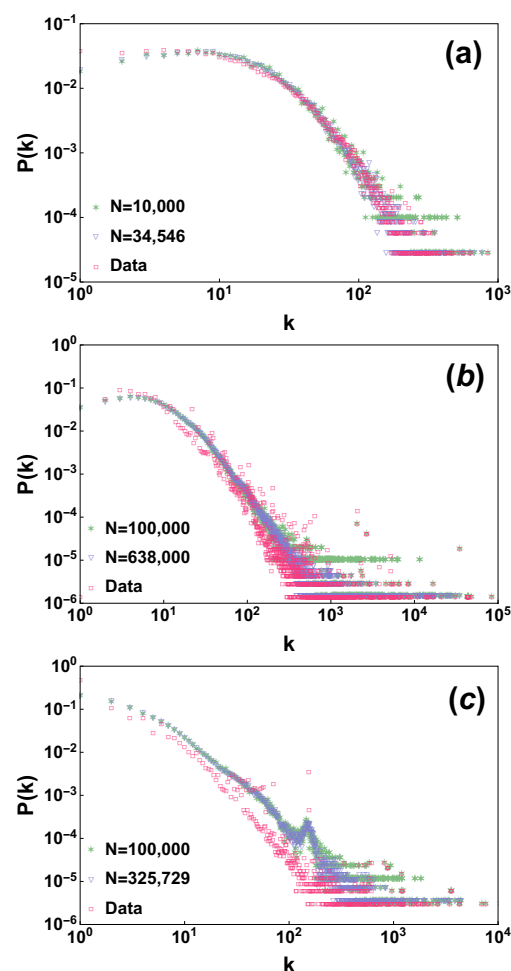 10⁻¹
(a)
10⁻²
P(k)
10⁻³
N=10,000
10⁻⁴
N=34,546
Data
10⁻⁵
10⁰ 10¹ 10² 10³
k
10⁰
(b)
10⁻¹
10⁻²
P(k)
10⁻³
10⁻⁴
N=100,000
10⁻⁵
N=638,000
Data
10⁻⁶
10⁰ 10¹ 10² 10³ 10⁴ 10⁵
k
10⁰
(c)
10⁻¹
10⁻²
P(k)
10⁻³
10⁻⁴
N=100,000
10⁻⁵
N=325,729
Data
10⁻⁶
10⁰ 10¹ 10² 10³ 10⁴
k